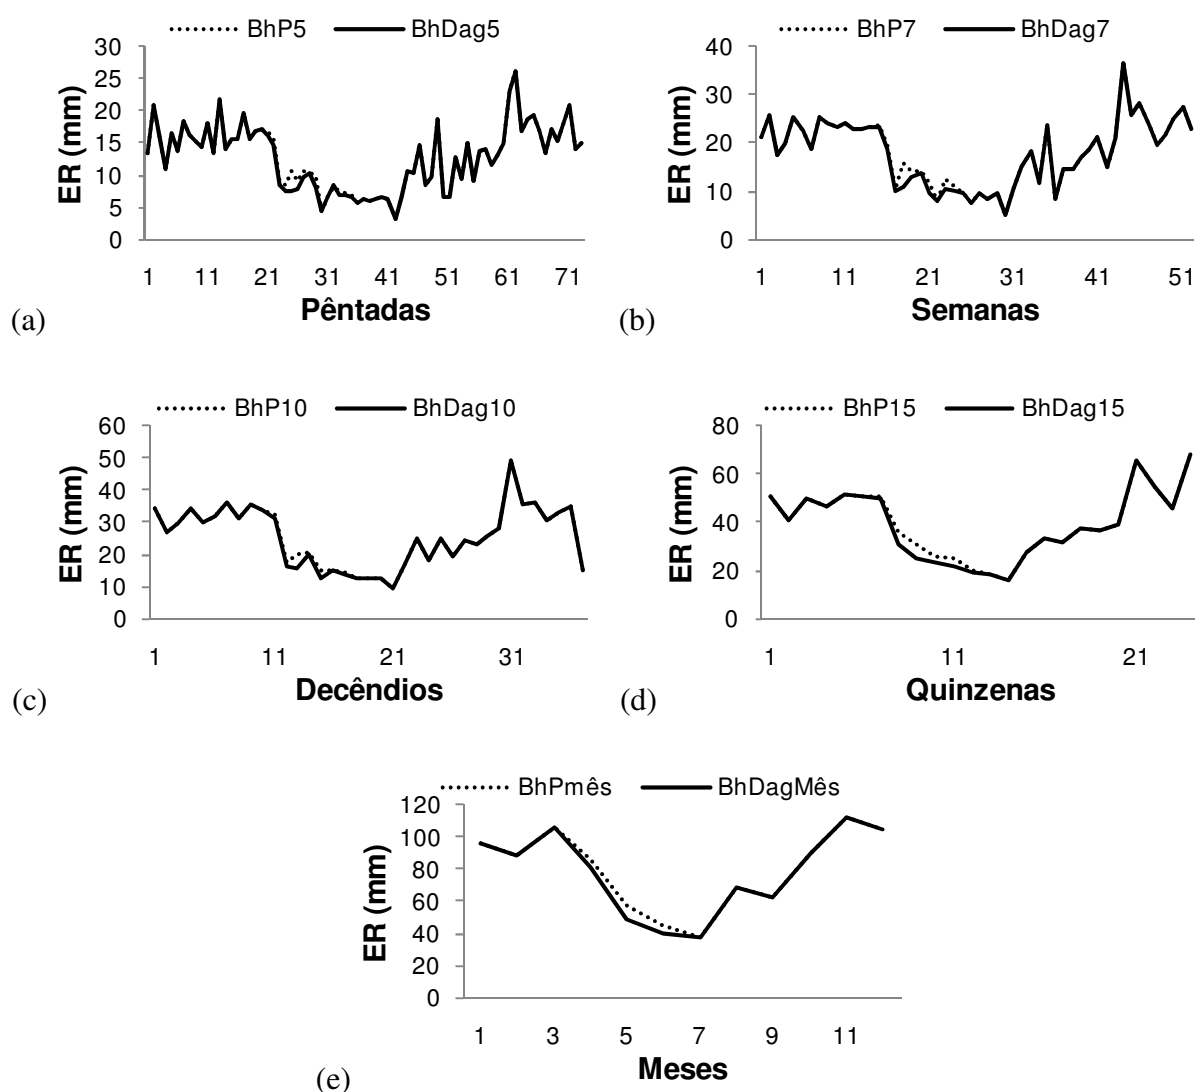 BhP5 BhDag5
30
25
20
15
10
5
0
ER (mm)
1 11 21 31 41 51 61 71
Pêntadas
(a)
BhP7 BhDag7
40
30
20
10
0
ER (mm)
1 11 21 31 41 51
Semanas
(b)
BhP10 BhDag10
60
50
40
30
20
10
0
ER (mm)
1 11 21 31
Decêndios
(c)
BhP15 BhDag15
80
60
40
20
0
ER (mm)
1 11 21
Quinzenas
(d)
BhPmês BhDagMês
120
100
80
60
40
20
0
ER (mm)
1 3 5 7 9 11
Meses
(e)